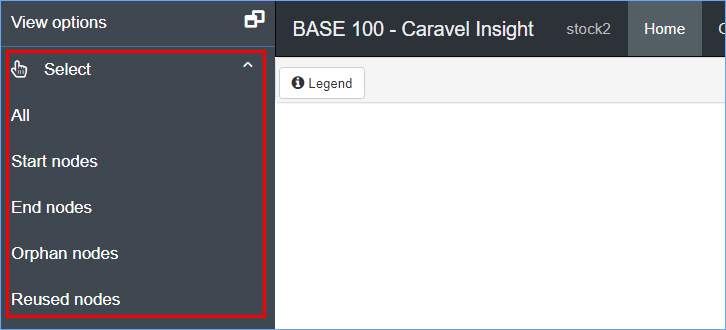 View options
BASE 100 - Caravel Insight
stock2
Home
Select
Legend
All
Start nodes
End nodes
Orphan nodes
Reused nodes